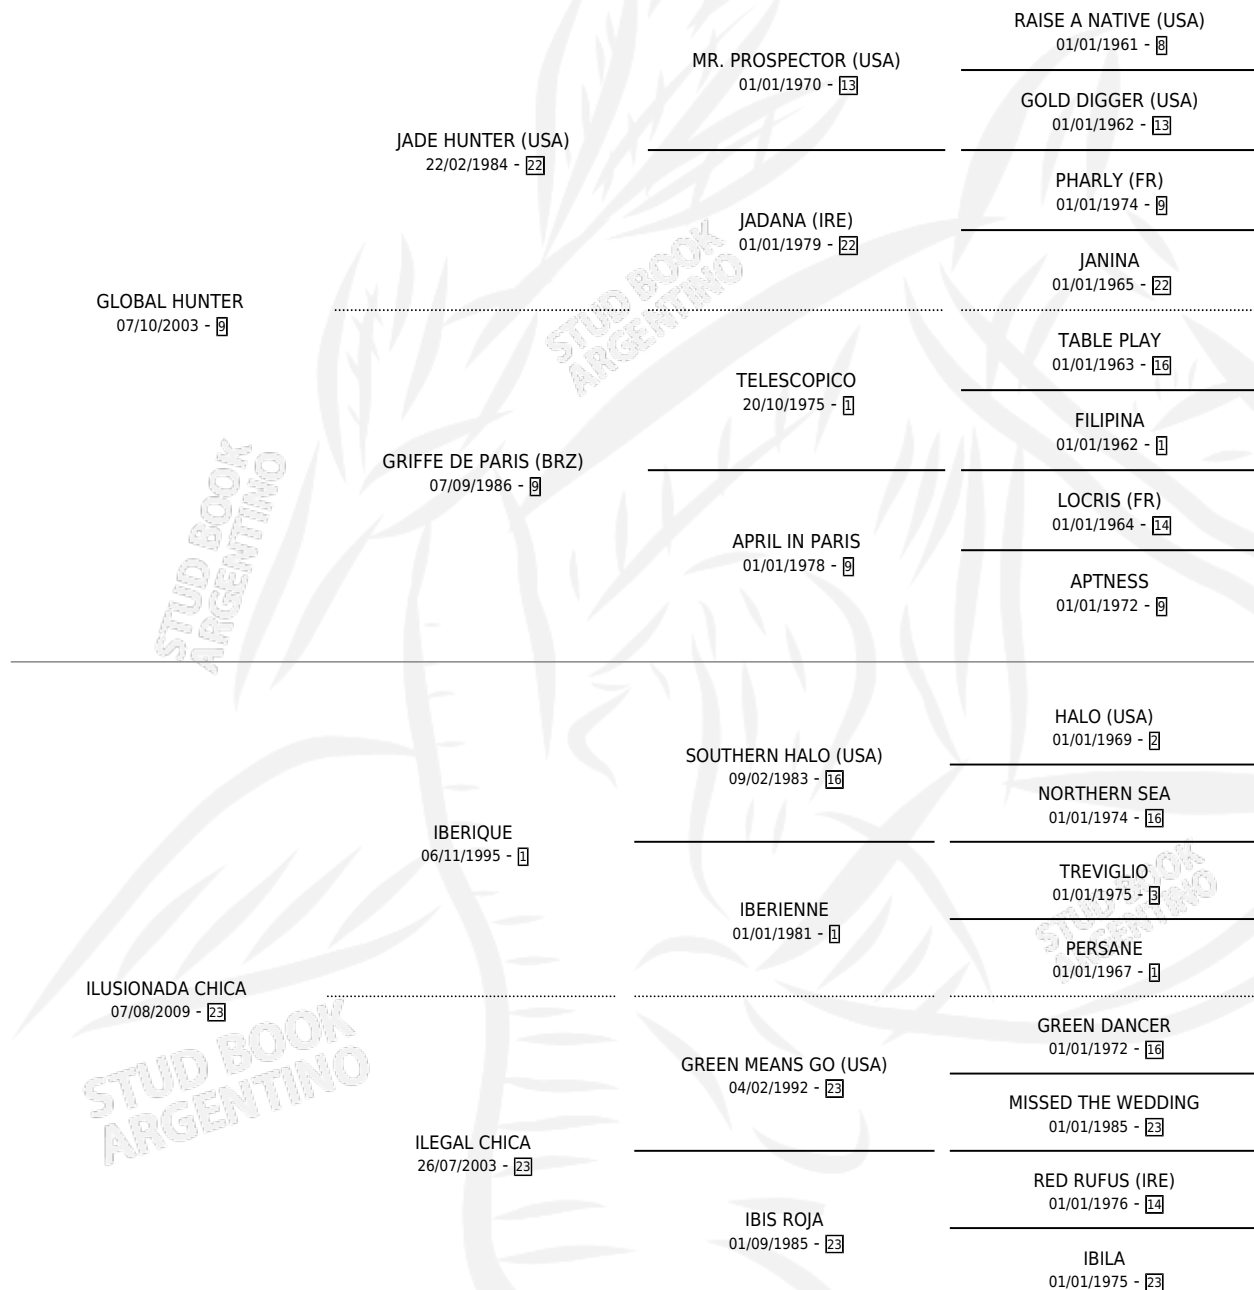 RAISE A NATIVE (USA)
01/01/1961 - 8
MR. PROSPECTOR (USA)
01/01/1970 - 13
GOLD DIGGER (USA)
01/01/1962 - 13
JADE HUNTER (USA)
22/02/1984 - 22
PHARLY (FR)
01/01/1974 - 9
JADANA (IRE)
01/01/1979 - 22
JANINA
01/01/1965 - 22
GLOBAL HUNTER
07/10/2003 - 9
TABLE PLAY
01/01/1963 - 16
TELESCOPICO
20/10/1975 - 1
FILIPINA
01/01/1962 - 1
GRIFFE DE PARIS (BRZ)
07/09/1986 - 9
LOCRIS (FR)
01/01/1964 - 14
APRIL IN PARIS
01/01/1978 - 9
APTNESS
01/01/1972 - 9
HALO (USA)
01/01/1969 - 2
SOUTHERN HALO (USA)
09/02/1983 - 16
NORTHERN SEA
01/01/1974 - 16
IBERIQUE
06/11/1995 - 1
TREVIGLIO
01/01/1975 - 3
IBERIENNE
01/01/1981 - 1
PERSANE
01/01/1967 - 1
ILUSIONADA CHICA
07/08/2009 - 23
GREEN DANCER
01/01/1972 - 16
GREEN MEANS GO (USA)
04/02/1992 - 23
MISSED THE WEDDING
01/01/1985 - 23
ILEGAL CHICA
26/07/2003 - 23
RED RUFUS (IRE)
01/01/1976 - 14
IBIS ROJA
01/09/1985 - 23
IBILA
01/01/1975 - 23
STUD BOOK
ARGENTINO
STUD BOOK
ARGENTINO
STUD BOOK
ARGENTINO
STUD BOOK
ARGENTINO